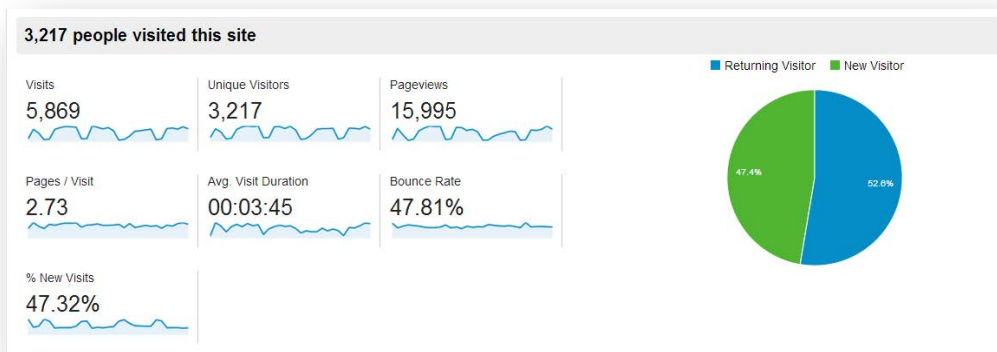 3,217 people visited this site
Visits
5,869
Unique Visitors
3,217
Pageviews
15,995
Pages / Visit
2.73
Avg. Visit Duration
00:03:45
Bounce Rate
47.81%
% New Visits
47.32%
Returning Visitor
New Visitor
47.4%
52.6%